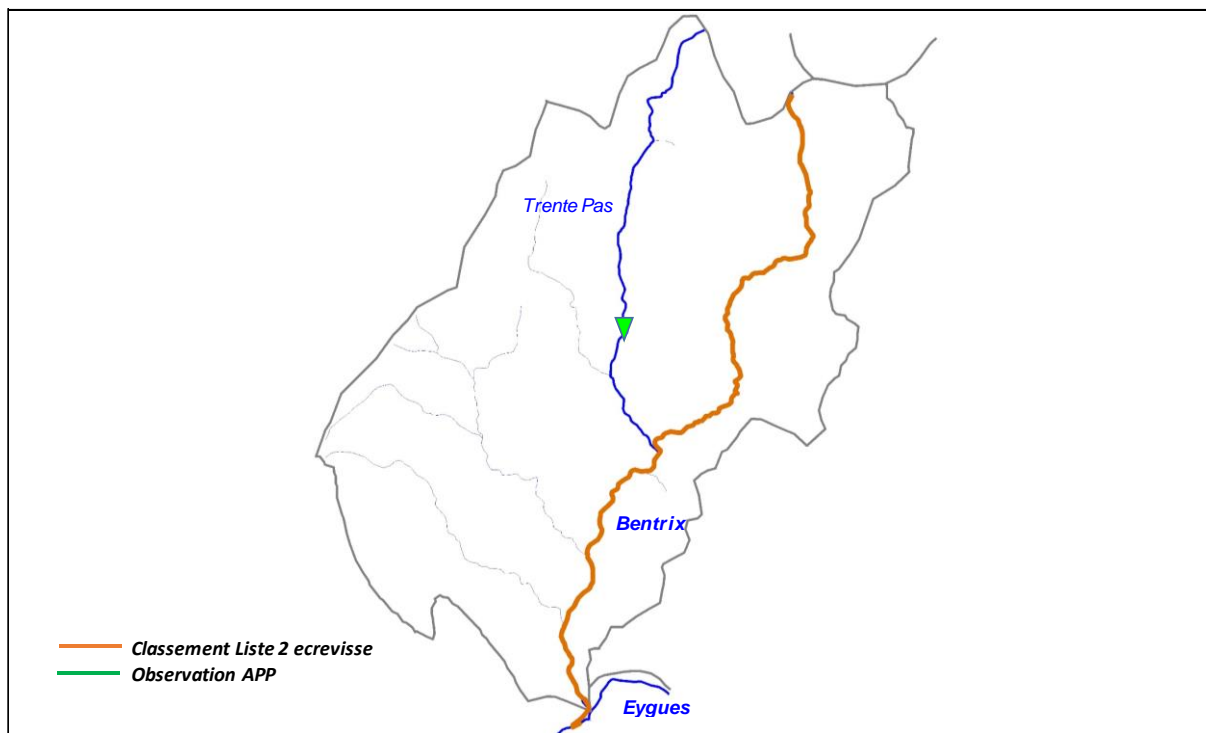 Trente Pas
Bentrix
Classement Liste 2 ecrevisse
Observation APP
Eygues